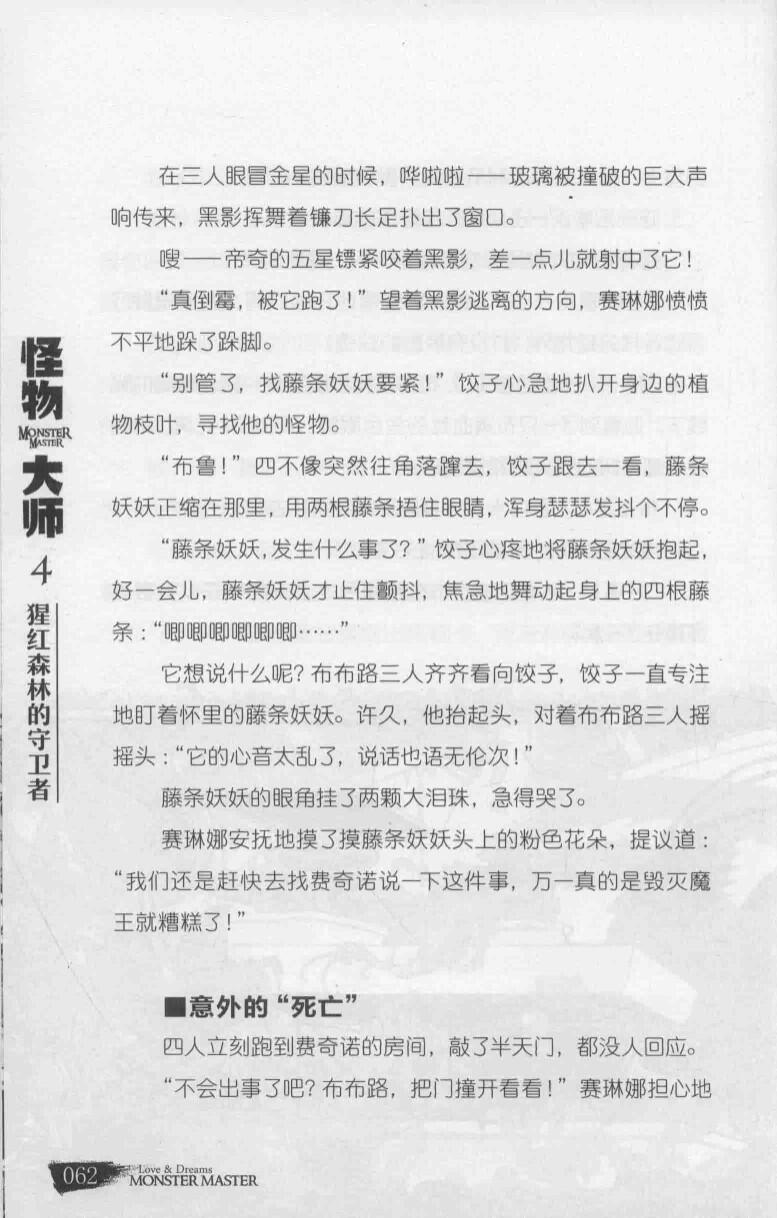 在三人眼冒金星的时候，哗啦啦——玻璃被撞破的巨大声
响传来，黑影挥舞着镰刀长足扑出了窗口。
嗖——帝奇的五星镖紧咬着黑影，差一点儿就射中了它！
“真倒霉，被它跑了！”望着黑影逃离的方向，赛琳娜愤愤
不平地跺了跺脚。
“别管了，找藤条妖妖要紧！”饺子心急地扒开身边的植
物枝叶，寻找他的怪物。
“布鲁！”四不像突然往角落蹿去，饺子跟去一看，藤条
妖妖正缩在那里，用两根藤条捂住眼睛，浑身瑟瑟发抖个不停。
“藤条妖妖，发生什么事了？”饺子心疼地将藤条妖妖抱起，
好一会儿，藤条妖妖才止住颤抖，焦急地舞动起身上的四根藤
条：“唧唧唧唧唧唧……”
它想说什么呢？布布路三人齐齐看向饺子，饺子一直专注
地盯着怀里的藤条妖妖。许久，他抬起头，对着布布路三人摇
摇头：“它的心音太乱了，说话也语无伦次！”
藤条妖妖的眼角挂了两颗大泪珠，急得哭了。
赛琳娜安抚地摸了摸藤条妖妖头上的粉色花朵，提议道：
“我们还是赶快去找费奇诺说一下这件事，万一真的是毁灭魔
王就糟糕了！”
■意外的“死亡”
四人立刻跑到费奇诺的房间，敲了半天门，都没人回应。
“不会出事了吧？布布路，把门撞开看看！”赛琳娜担心地
怪物
MONSTER
MASTER
大师
4
猩红森林的守卫者
062
Love & Dreams
MONSTER MASTER